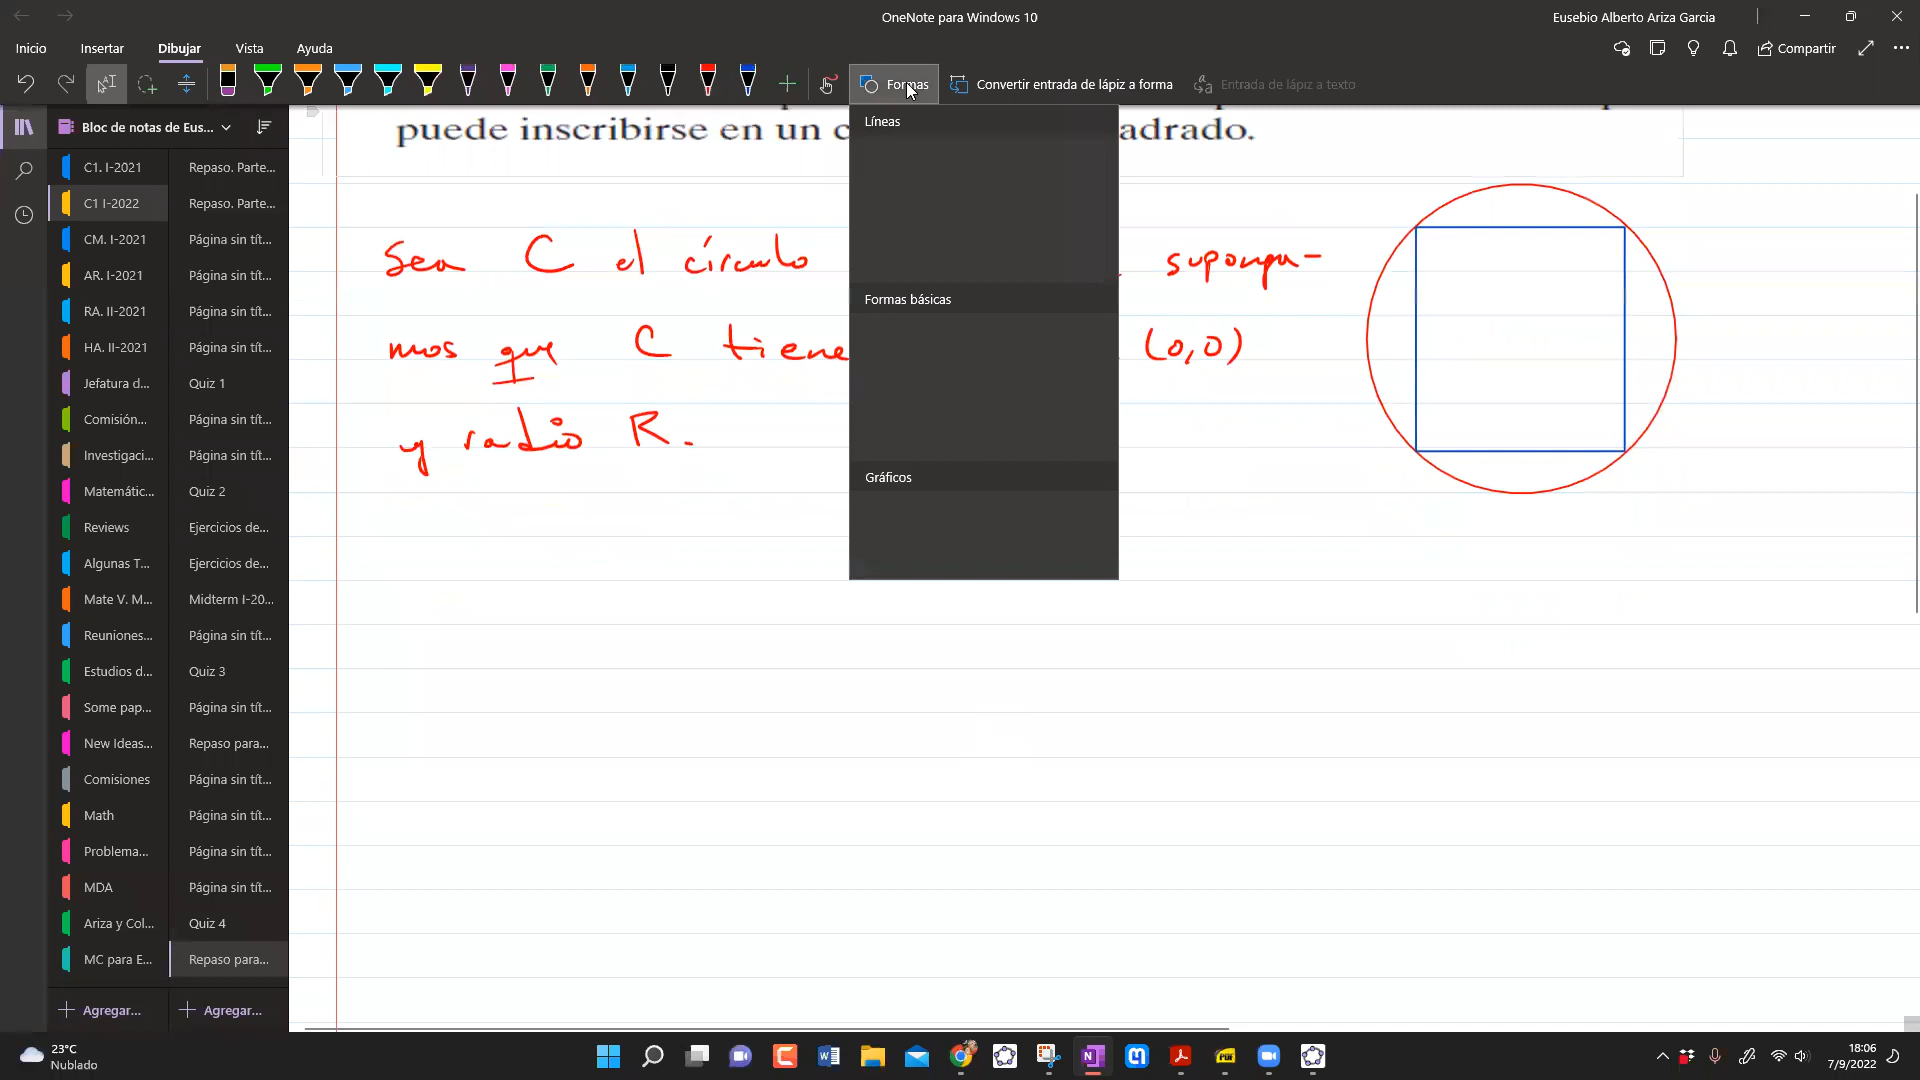 OneNote para Windows 10
Eusebio Alberto Ariza Garcia
Inicio
Insertar
Dibujar
Vista
Ayuda
Compartir
Formas
Convertir entrada de lápiz a forma
Entrada de lápiz a texto
Bloc de notas de Eus...
C1. I-2021
C1 I-2022
CM. I-2021
AR. I-2021
RA. II-2021
HA. II-2021
Jefatura d...
Comisión...
Investigaci...
Matemátic...
Reviews
Algunas T...
Mate V. M...
Reuniones...
Estudios d...
Some pap...
New Ideas...
Comisiones
Math
Problema...
MDA
Ariza y Col...
MC para E...
Agregar...
Repaso. Parte...
Repaso. Parte...
Página sin tít...
Página sin tít...
Página sin tít...
Página sin tít...
Quiz 1
Página sin tít...
Página sin tít...
Quiz 2
Ejercicios de...
Ejercicios de...
Midterm I-20...
Página sin tít...
Quiz 3
Página sin tít...
Repaso para...
Página sin tít...
Página sin tít...
Página sin tít...
Página sin tít...
Quiz 4
Repaso para...
Agregar...
Líneas
Formas básicas
Gráficos
puede inscribirse en un c adrado.
Sea C el círculo suponga-
mos que C tiene (0,0)
y radio R.
23°C
Nublado
18:06
7/9/2022